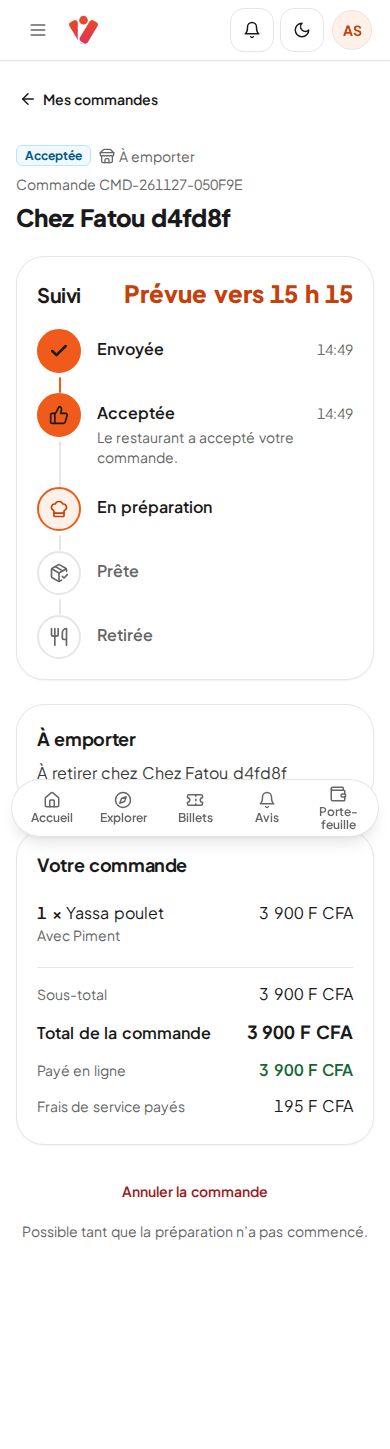 AS
Mes commandes
Acceptée À emporter
Commande CMD-261127-050F9E
Chez Fatou d4fd8f
Suivi Prévue vers 15 h 15
Envoyée 14:49
Acceptée 14:49
Le restaurant a accepté votre
commande.
En préparation
Prête
Retirée
À emporter
À retirer chez Chez Fatou d4fd8f
Accueil Explorer Billets Avis Porte-
feuille
Votre commande
1 × Yassa poulet 3 900 F CFA
Avec Piment
Sous-total 3 900 F CFA
Total de la commande 3 900 F CFA
Payé en ligne 3 900 F CFA
Frais de service payés 195 F CFA
Annuler la commande
Possible tant que la préparation n’a pas commencé.